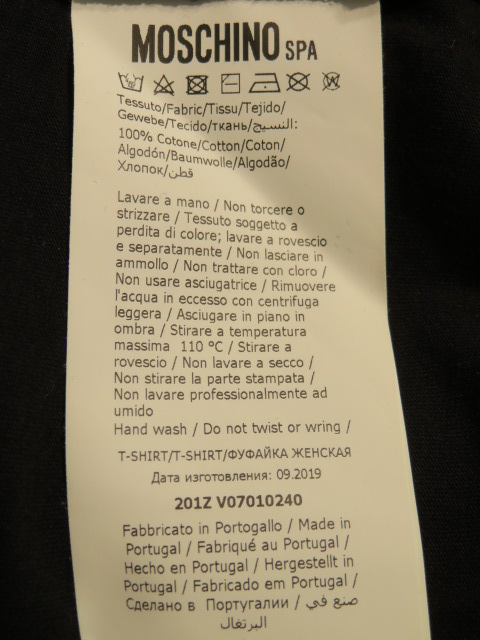 MOSCHINO SPA
Tessuto/Fabric/Tissu/Tejido/
Gewebe/Tecido/ткань/النسيج:
100% Cotone/Cotton/Coton/
Algodón/Baumwolle/Algodão/
Хлопок/قطن
Lavare a mano / Non torcere o
strizzare / Tessuto soggetto a
perdita di colore; lavare a rovescio
e separatamente / Non lasciare in
ammollo / Non trattare con cloro /
Non usare asciugatrice / Rimuovere
l'acqua in eccesso con centrifuga
leggera / Asciugare in piano in
ombra / Stirare a temperatura
massima 110 °C / Stirare a
rovescio / Non lavare a secco /
Non stirare la parte stampata /
Non lavare professionalmente ad
umido
Hand wash / Do not twist or wring /
T-SHIRT/T-SHIRT/ФУФАЙКА ЖЕНСКАЯ
Дата изготовления: 09.2019
201Z V07010240
Fabbricato in Portogallo / Made in
Portugal / Fabriqué au Portugal /
Hecho en Portugal / Hergestellt in
Portugal / Fabricado em Portugal /
Сделано в Португалии / صنع في
البرتغال